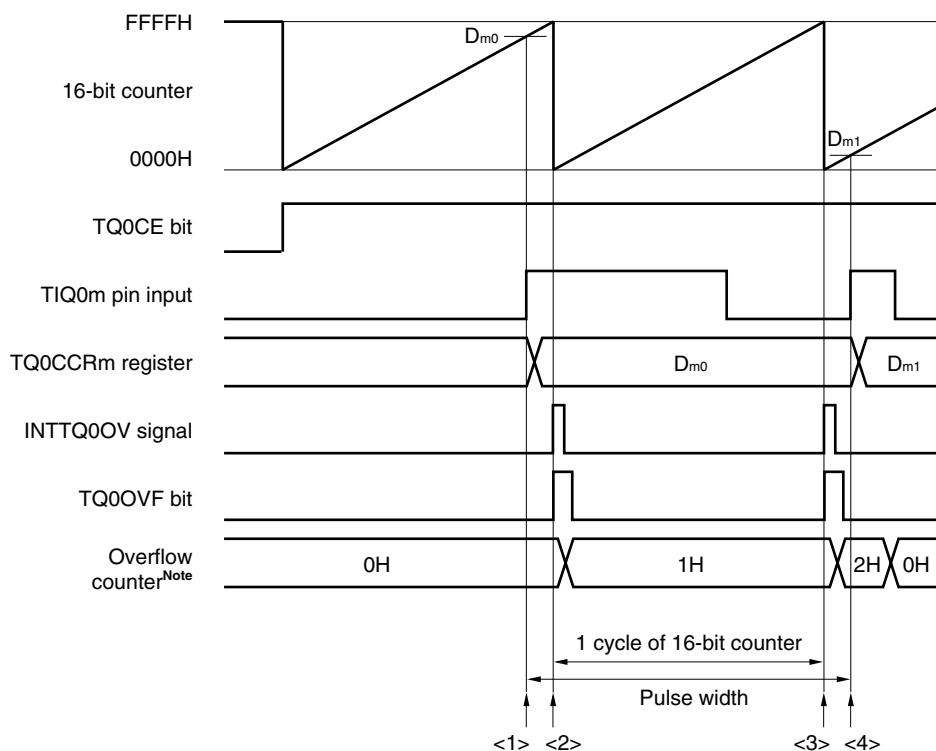 FFFFH
Dm0
16-bit counter
0000H
Dm1
TQ0CE bit
TIQ0m pin input
TQ0CCRm register
Dm0
Dm1
INTTQ0OV signal
TQ0OVF bit
Overflow
counterNote
0H
1H
2H
0H
1 cycle of 16-bit counter
Pulse width
<1> <2> <3> <4>